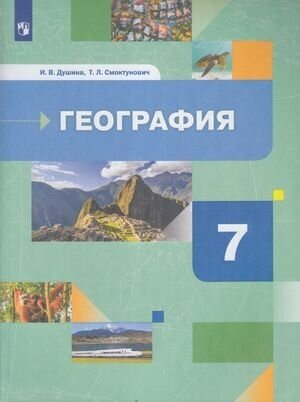 И. В. Душина, Т. Л. Смоктунович
ГЕОГРАФИЯ
7